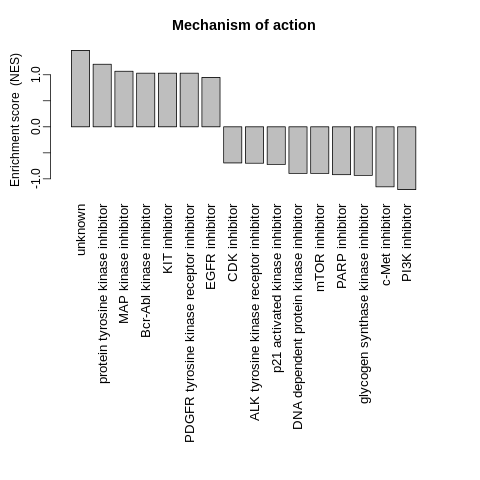 Mechanism of action
Enrichment score (NES)
1.0
0.0
-1.0
unknown
protein tyrosine kinase inhibitor
MAP kinase inhibitor
Bcr-Abl kinase inhibitor
KIT inhibitor
PDGFR tyrosine kinase receptor inhibitor
EGFR inhibitor
CDK inhibitor
ALK tyrosine kinase receptor inhibitor
p21 activated kinase inhibitor
DNA dependent protein kinase inhibitor
mTOR inhibitor
PARP inhibitor
glycogen synthase kinase inhibitor
c-Met inhibitor
PI3K inhibitor